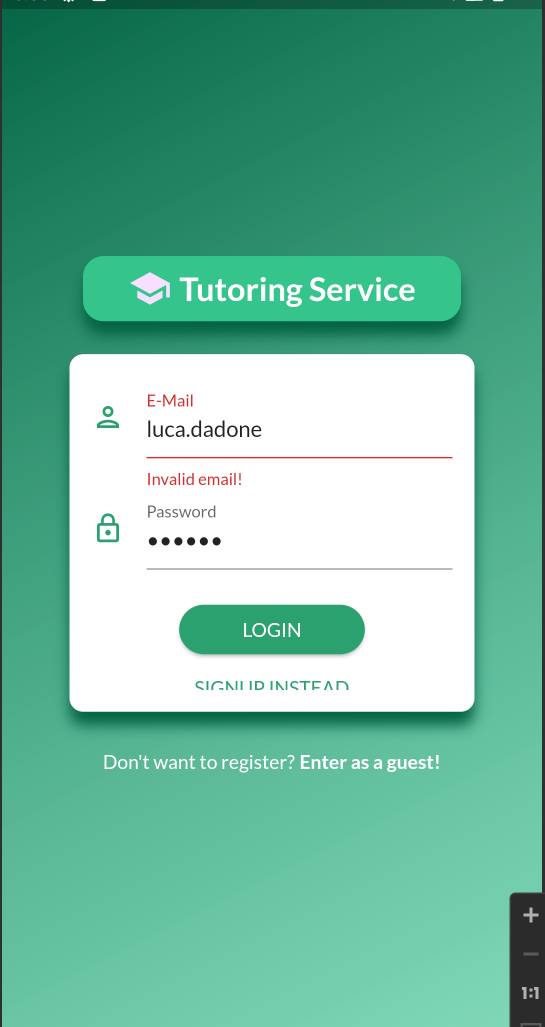 Tutoring Service
E-Mail
luca.dadone
Invalid email!
Password
••••••
LOGIN
SIGNUP INSTEAD
Don't want to register? Enter as a guest!
1:1